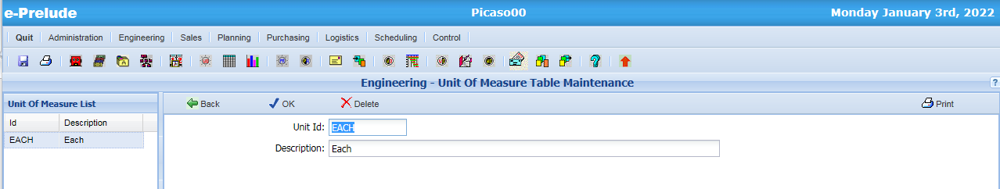 e-Prelude Picaso00 Monday January 3rd, 2022
Quit Administration Engineering Sales Planning Purchasing Logistics Scheduling Control
Engineering - Unit Of Measure Table Maintenance ?
Unit Of Measure List
Back OK Delete Print
Id Description
EACH Each
Unit Id: EACH
Description: Each